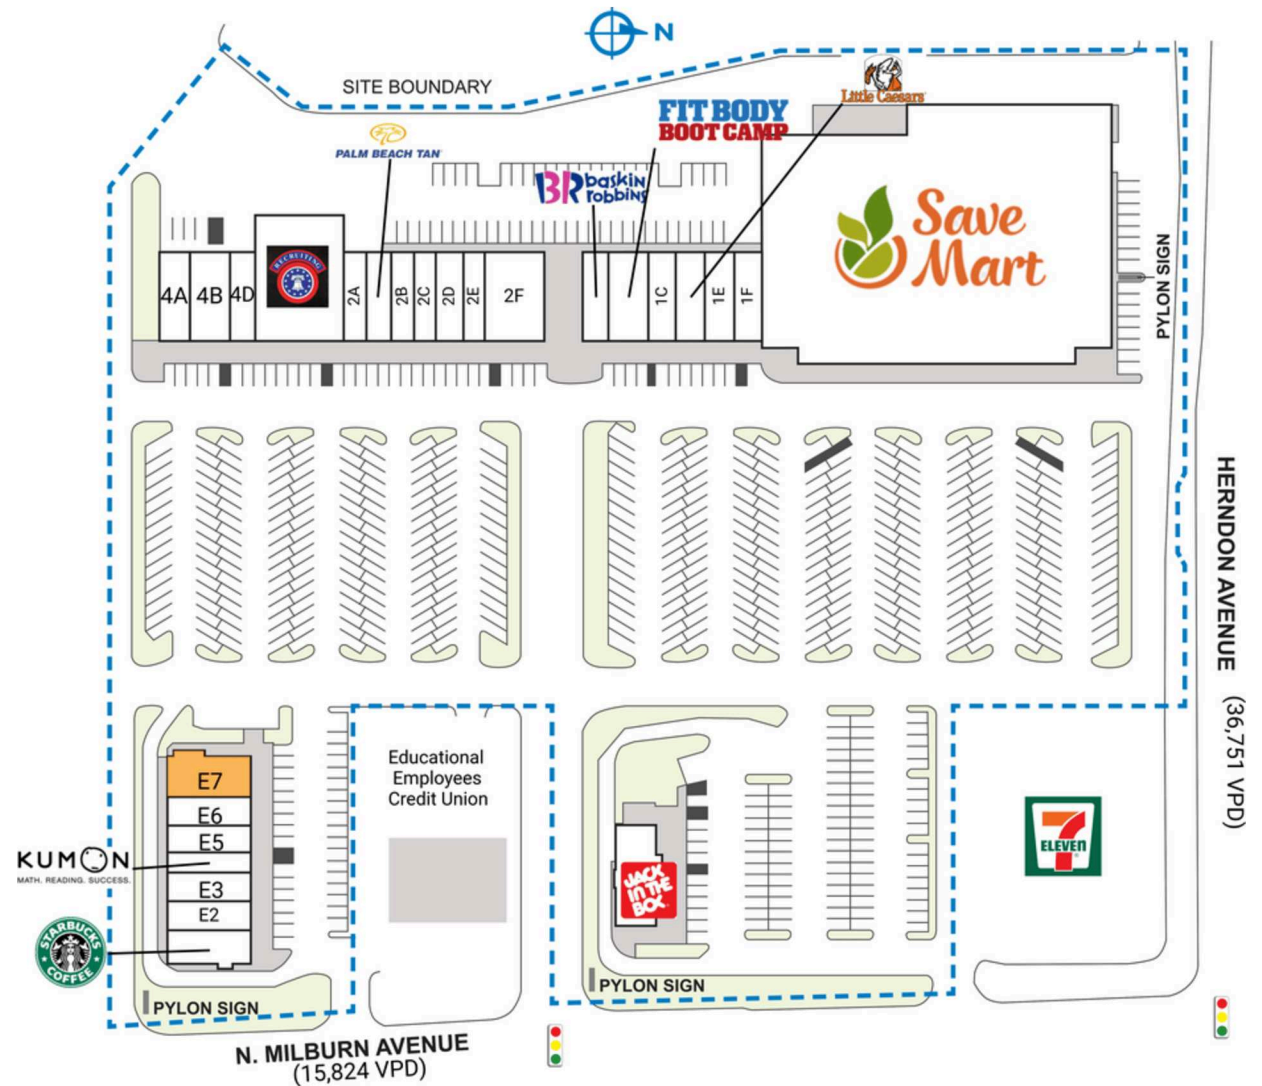 N
SITE BOUNDARY
Little Caesars
FIT BODY
BOOT CAMP
PALM BEACH TAN
BR baskin
robbins
Save
Mart
PYLON SIGN
RECRUITING
4A
4B
4D
2A
2B
2C
2D
2E
2F
1C
1E
1F
HERNDON AVENUE
(36,751 VPD)
Educational
Employees
Credit Union
E7
E6
E5
KUMON
MATH. READING. SUCCESS.
E3
E2
STARBUCKS
COFFEE
7
ELEVEN
JACK
IN THE
BOX
PYLON SIGN
PYLON SIGN
N. MILBURN AVENUE
(15,824 VPD)